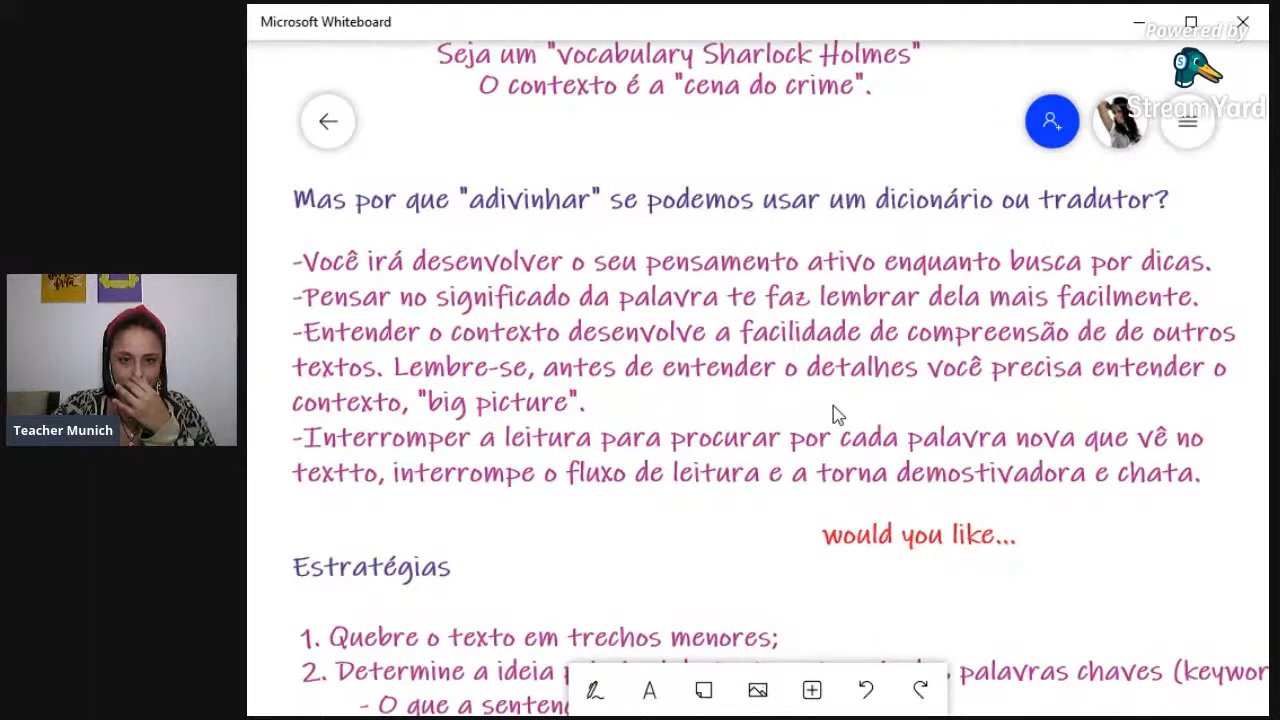 Microsoft Whiteboard
Powered by
StreamYard
Seja um "vocabulary Sharlock Holmes"
O contexto é a "cena do crime".
Mas por que "adivinhar" se podemos usar um dicionário ou tradutor?
-Você irá desenvolver o seu pensamento ativo enquanto busca por dicas.
-Pensar no significado da palavra te faz lembrar dela mais facilmente.
-Entender o contexto desenvolve a facilidade de compreensão de de outros
textos. Lembre-se, antes de entender o detalhes você precisa entender o
contexto, "big picture".
-Interromper a leitura para procurar por cada palavra nova que vê no
textto, interrompe o fluxo de leitura e a torna demostivadora e chata.
would you like...
Estratégias
1. Quebre o texto em trechos menores;
2. Determine a ideia palavras chaves (keywor
- O que a senten
Teacher Munich